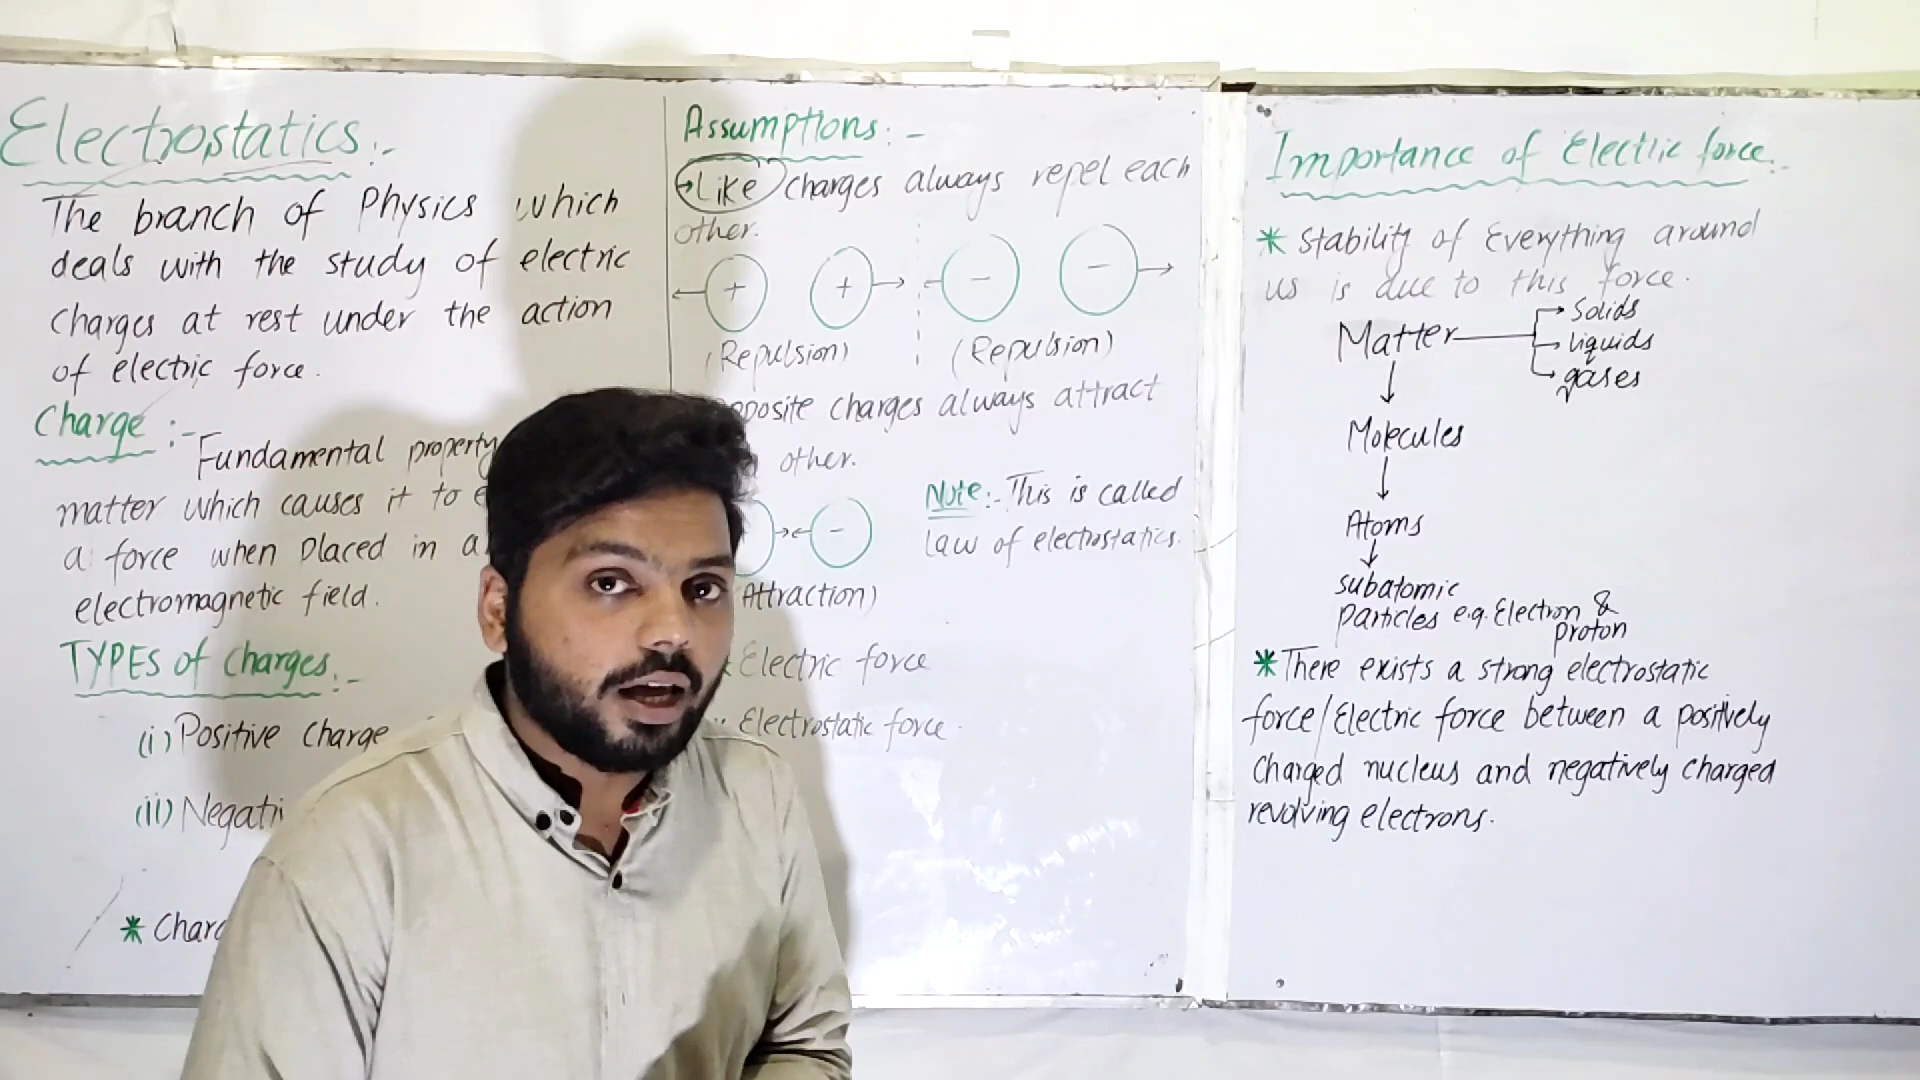 Electrostatics:-
The branch of Physics which
deals with the study of electric
charges at rest under the action
of electric force.
Charge:-
Fundamental property
matter which causes it to
a force when placed in a
electromagnetic field.
TYPES of charges:-
(i) Positive charge
(ii)
*
Assumptions:-
→Like charges always repel each
other.
+ + - -
(Repulsion) (Repulsion)
charges always attract
other.
-
Attraction)
Note:- This is called
law of electrostatics.
Electric force
Electrostatic force.
Importance of Electric force:-
* Stability of Everything around
us is due to this force.
Matter
solids
liquids
gases
Molecules
Atoms
subatomic
particles e.g. Electron &
proton
* There exists a strong electrostatic
force/Electric force between a positively
charged nucleus and negatively charged
revolving electrons.